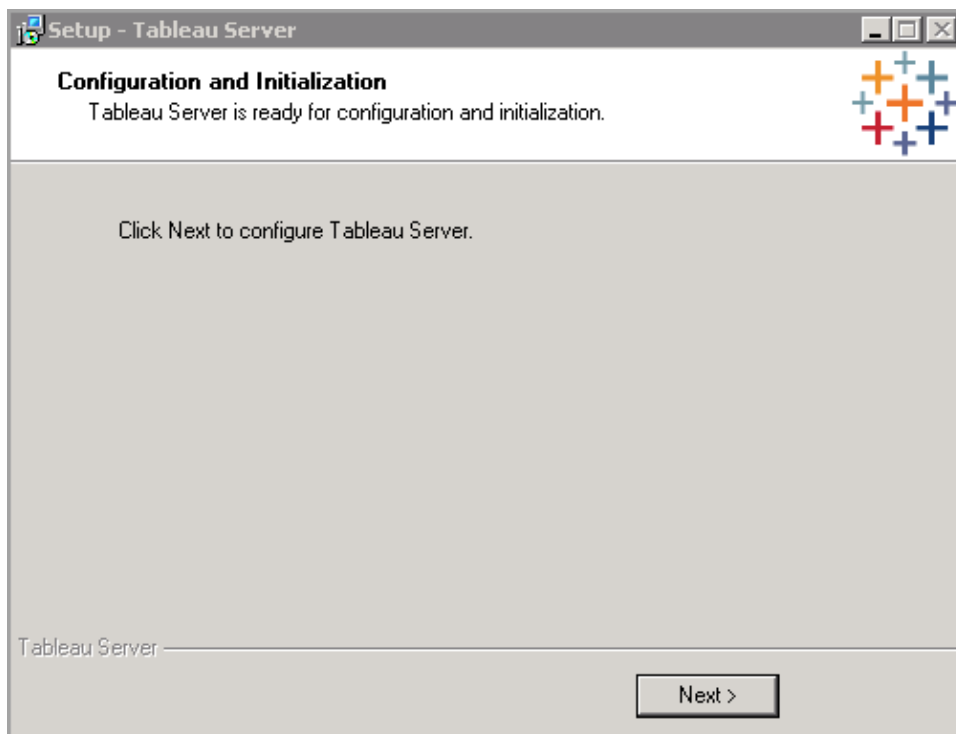 Setup - Tableau Server
Configuration and Initialization
Tableau Server is ready for configuration and initialization.
Click Next to configure Tableau Server.
Tableau Server
Next >